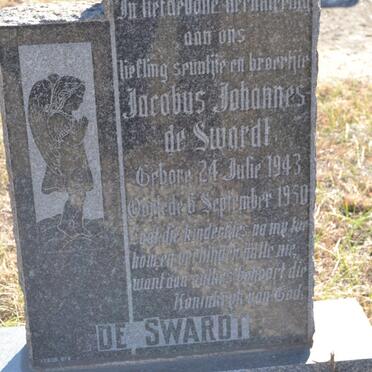 In liefdevolle herinnering
aan ons
liefling seuntjie en broertjie
Jacobus Johannes
de Swardt
Gebore 24 Julie 1943
Oorlede 6 September 1950
Laat die kindertjies na my toe
kom en verhinder hulle nie,
want aan sulkes behoort die
Koninkryk van God.
DE SWARDT